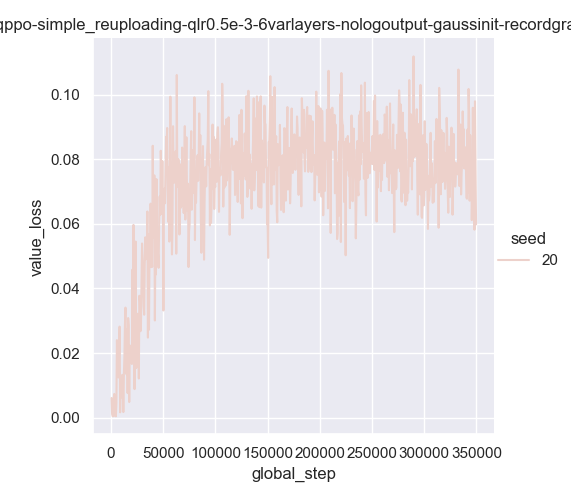 qppo-simple_reuploading-qlr0.5e-3-6varlayers-nologoutput-gaussinit-recordgra
0.10
0.08
0.06
0.04
0.02
0.00
value_loss
0 50000 100000 150000 200000 250000 300000 350000
global_step
seed
20